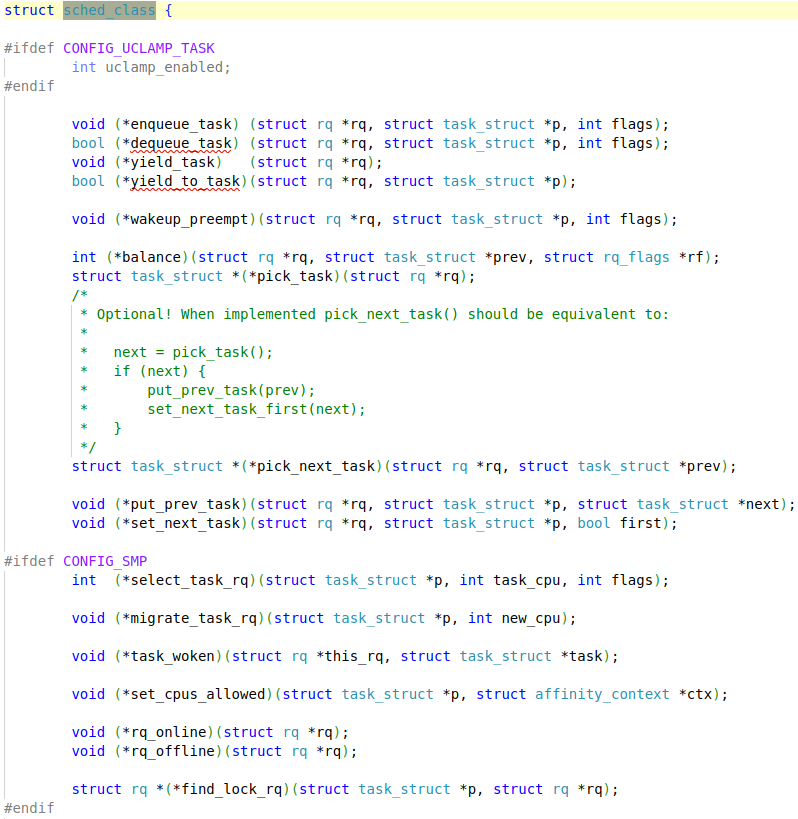 struct sched_class {
#ifdef CONFIG_UCLAMP_TASK
int uclamp_enabled;
#endif
void (*enqueue_task) (struct rq *rq, struct task_struct *p, int flags);
bool (*dequeue_task) (struct rq *rq, struct task_struct *p, int flags);
void (*yield_task)   (struct rq *rq);
bool (*yield_to_task)(struct rq *rq, struct task_struct *p);
void (*wakeup_preempt)(struct rq *rq, struct task_struct *p, int flags);
int (*balance)(struct rq *rq, struct task_struct *prev, struct rq_flags *rf);
struct task_struct *(*pick_task)(struct rq *rq);
/*
* Optional! When implemented pick_next_task() should be equivalent to:
*
*   next = pick_task();
*   if (next) {
*       put_prev_task(prev);
*       set_next_task_first(next);
*   }
*/
struct task_struct *(*pick_next_task)(struct rq *rq, struct task_struct *prev);
void (*put_prev_task)(struct rq *rq, struct task_struct *p, struct task_struct *next);
void (*set_next_task)(struct rq *rq, struct task_struct *p, bool first);
#ifdef CONFIG_SMP
int  (*select_task_rq)(struct task_struct *p, int task_cpu, int flags);
void (*migrate_task_rq)(struct task_struct *p, int new_cpu);
void (*task_woken)(struct rq *this_rq, struct task_struct *task);
void (*set_cpus_allowed)(struct task_struct *p, struct affinity_context *ctx);
void (*rq_online)(struct rq *rq);
void (*rq_offline)(struct rq *rq);
struct rq *(*find_lock_rq)(struct task_struct *p, struct rq *rq);
#endif